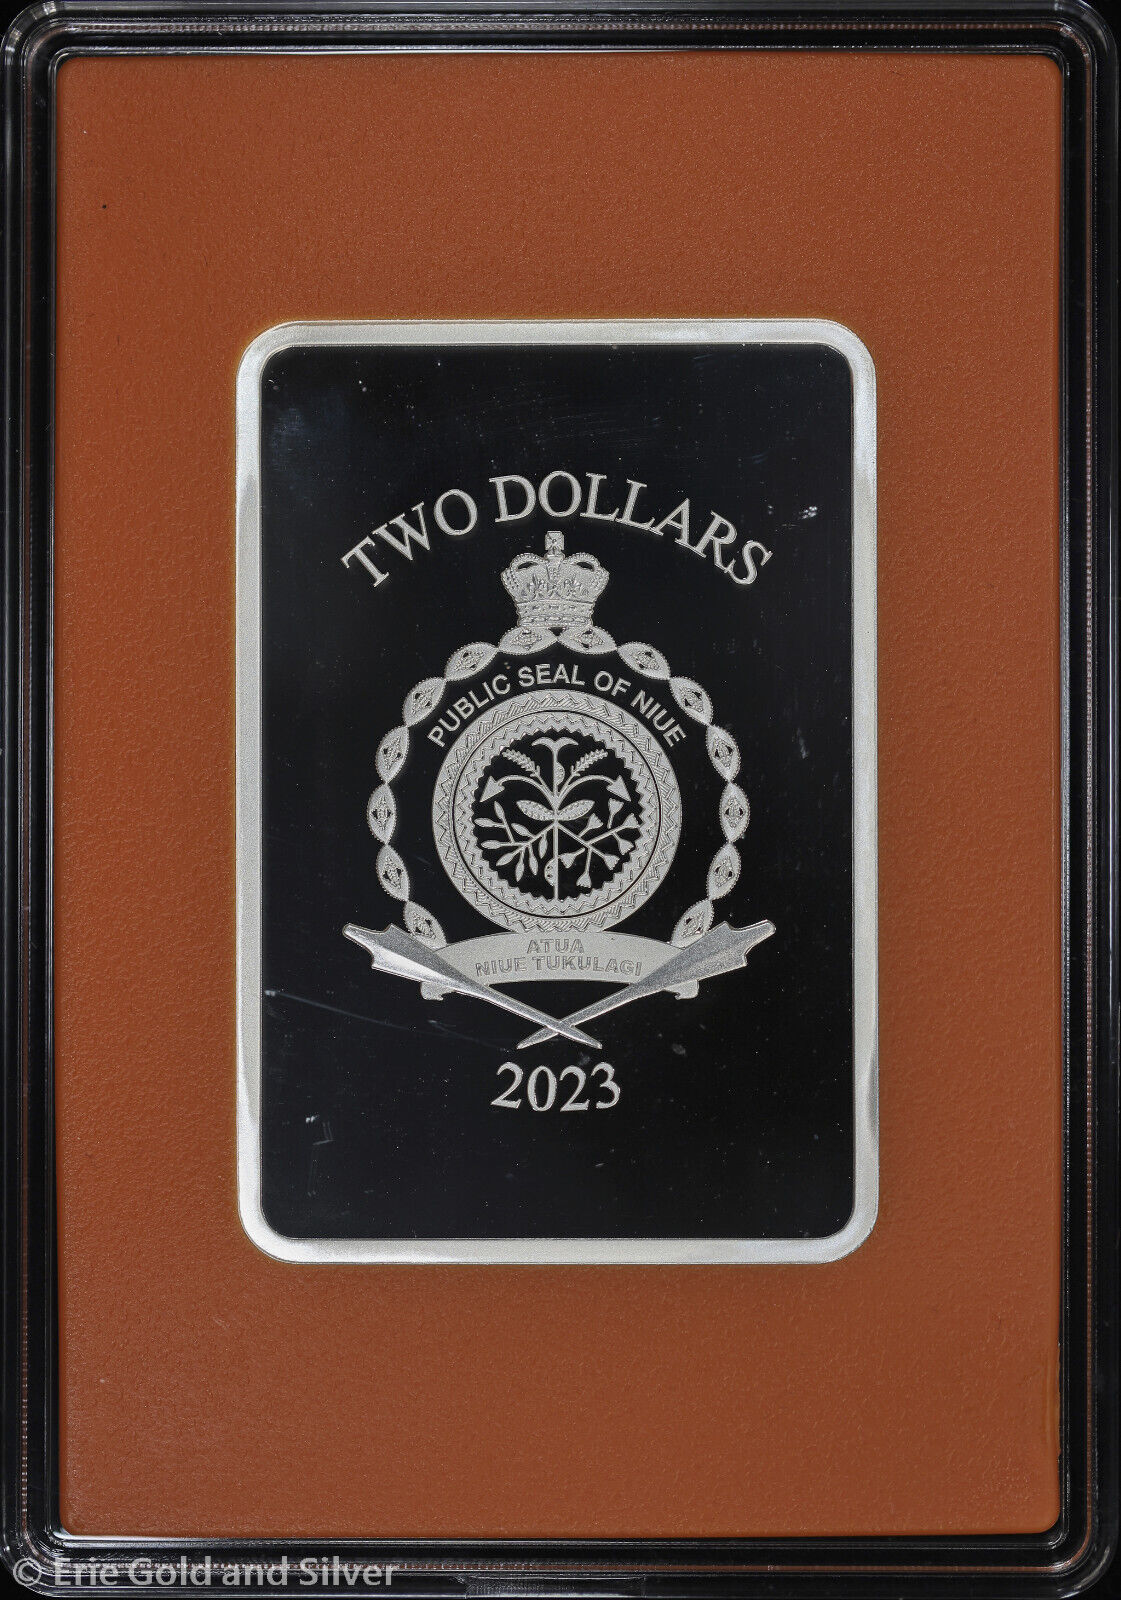 TWO DOLLARS
PUBLIC SEAL OF NIUE
ATUA
NIUE TUKULAGI
2023
© Erie Gold and Silver